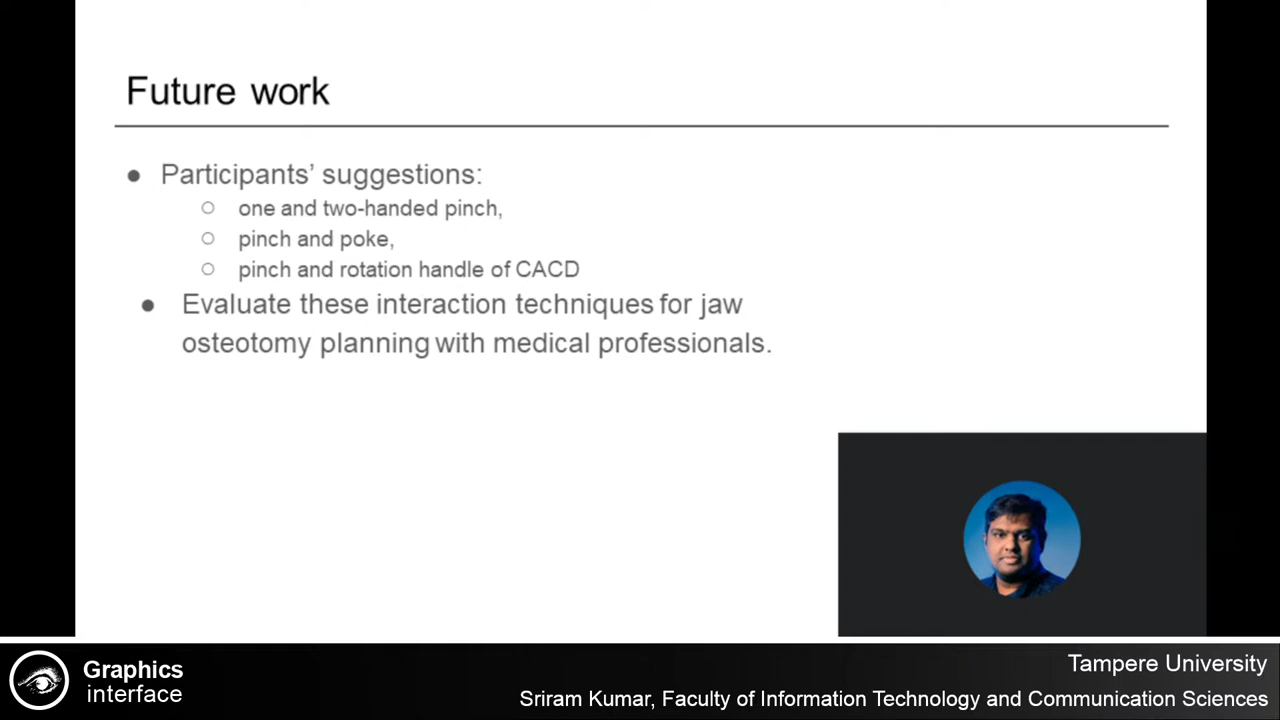 Future work
● Participants’ suggestions:
○ one and two-handed pinch,
○ pinch and poke,
○ pinch and rotation handle of CACD
● Evaluate these interaction techniques for jaw
osteotomy planning with medical professionals.
Graphics
interface
Tampere University
Sriram Kumar, Faculty of Information Technology and Communication Sciences